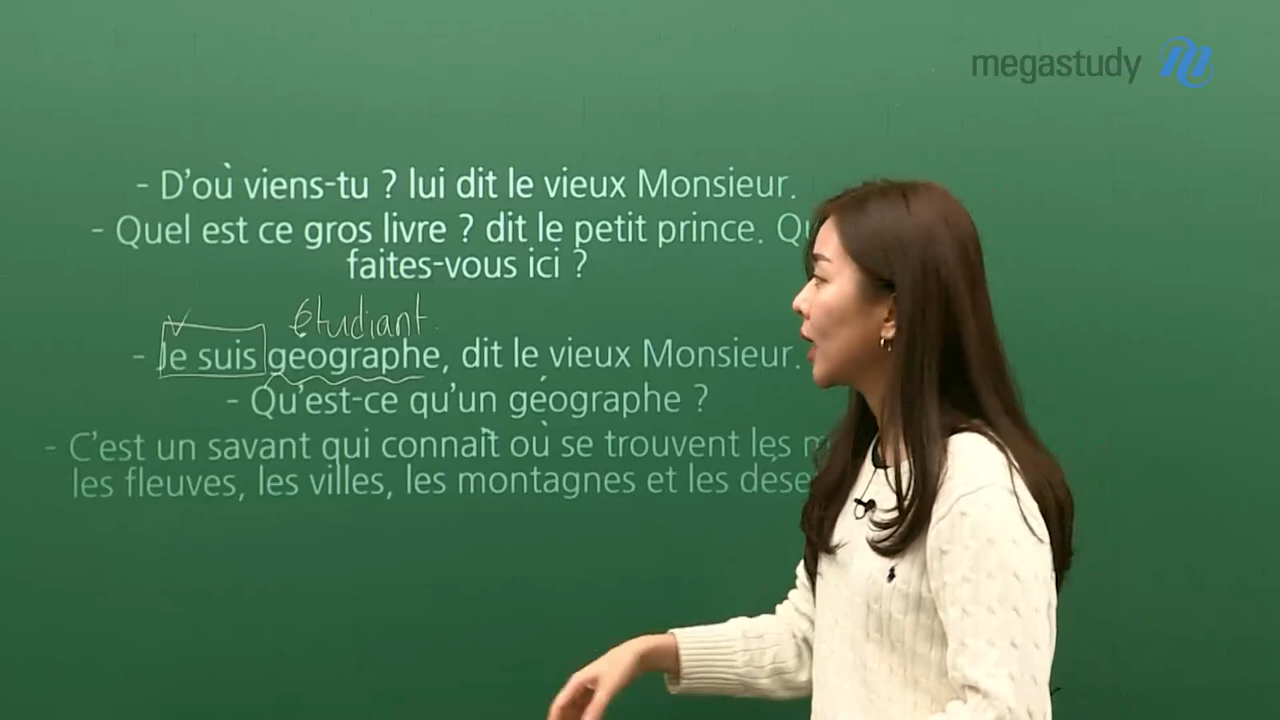 megastudy
- D'où viens-tu ? lui dit le vieux Monsieur.
- Quel est ce gros livre ? dit le petit prince.
faites-vous ici ?
étudiant
- Je suis géographe, dit le vieux Monsieur.
- Qu'est-ce qu'un géographe ?
- C'est un savant qui connaît où se trouvent les
les fleuves, les villes, les montagnes et les